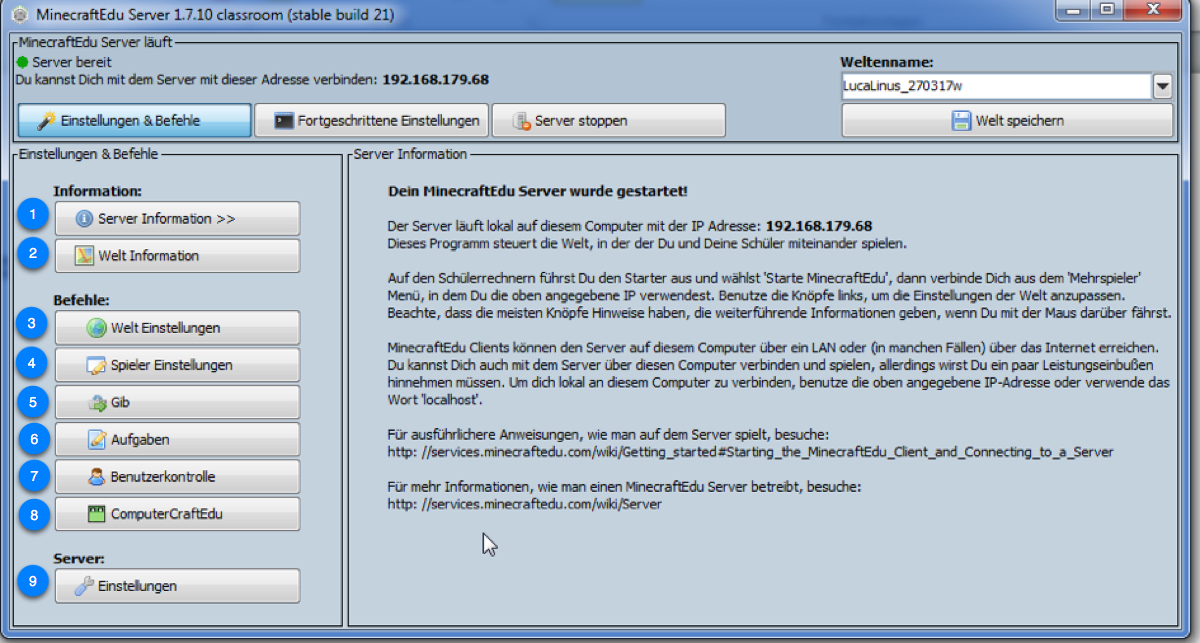 MinecraftEdu Server 1.7.10 classroom (stable build 21)
MinecraftEdu Server läuft
Server bereit
Du kannst Dich mit dem Server mit dieser Adresse verbinden: 192.168.179.68
Weltenname:
LucaLinus_270317w
Einstellungen & Befehle
Fortgeschrittene Einstellungen
Server stoppen
Welt speichern
Einstellungen & Befehle
Information:
1 Server Information >>
2 Welt Information
Befehle:
3 Welt Einstellungen
4 Spieler Einstellungen
5 Gib
6 Aufgaben
7 Benutzerkontrolle
8 ComputerCraftEdu
Server:
9 Einstellungen
Server Information
Dein MinecraftEdu Server wurde gestartet!
Der Server läuft lokal auf diesem Computer mit der IP Adresse: 192.168.179.68
Dieses Programm steuert die Welt, in der der Du und Deine Schüler miteinander spielen.
Auf den Schülerrechnern führst Du den Starter aus und wählst 'Starte MinecraftEdu', dann verbinde Dich aus dem 'Mehrspieler'
Menü, in dem Du die oben angegebene IP verwendest. Benutze die Knöpfe links, um die Einstellungen der Welt anzupassen.
Beachte, dass die meisten Knöpfe Hinweise haben, die weiterführende Informationen geben, wenn Du mit der Maus darüber fährst.
MinecraftEdu Clients können den Server auf diesem Computer über ein LAN oder (in manchen Fällen) über das Internet erreichen.
Du kannst Dich auch mit dem Server über diesen Computer verbinden und spielen, allerdings wirst Du ein paar Leistungseinbußen
hinnehmen müssen. Um dich lokal an diesem Computer zu verbinden, benutze die oben angegebene IP-Adresse oder verwende das
Wort 'localhost'.
Für ausführlichere Anweisungen, wie man auf dem Server spielt, besuche:
http: //services.minecraftedu.com/wiki/Getting_started#Starting_the_MinecraftEdu_Client_and_Connecting_to_a_Server
Für mehr Informationen, wie man einen MinecraftEdu Server betreibt, besuche:
http: //services.minecraftedu.com/wiki/Server